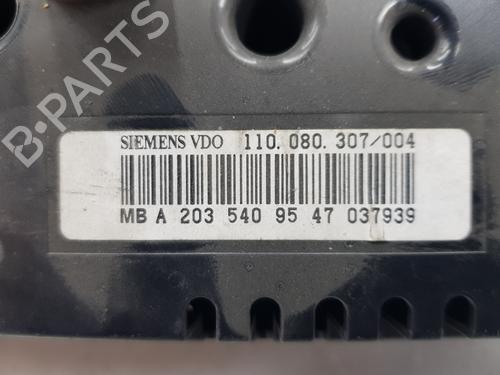 B-PARTS
SIEMENS VDO 110.080.307/004
MB A 203 540 95 47 037939